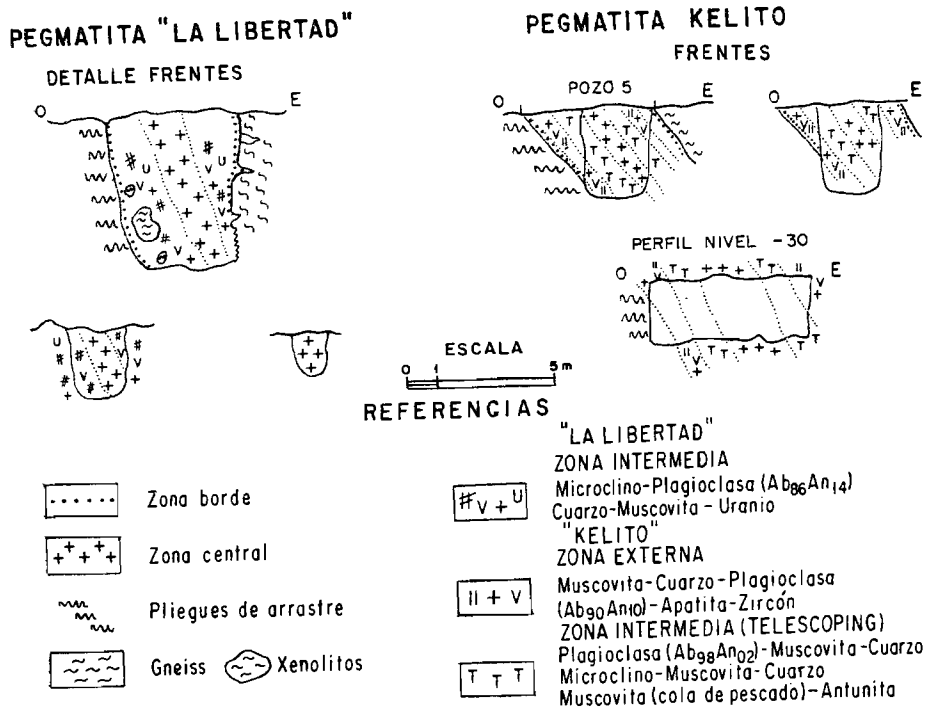 PEGMATITA "LA LIBERTAD"
DETALLE FRENTES
O E
PEGMATITA KELITO
FRENTES
POZO 5
O E
O E
PERFIL NIVEL -30
O E
ESCALA
0 1 5 m
REFERENCIAS
Zona borde
Zona central
Pliegues de arrastre
Gneiss Xenolitos
"LA LIBERTAD"
ZONA INTERMEDIA
Microclino-Plagioclasa (Ab86An14)
Cuarzo-Muscovita-Uranio
"KELITO"
ZONA EXTERNA
Muscovita-Cuarzo-Plagioclasa
(Ab90An10)-Apatita-Zircón
ZONA INTERMEDIA (TELESCOPING)
Plagioclasa (Ab98An02)-Muscovita-Cuarzo
Microclino-Muscovita-Cuarzo
Muscovita (cola de pescado)-Antunita